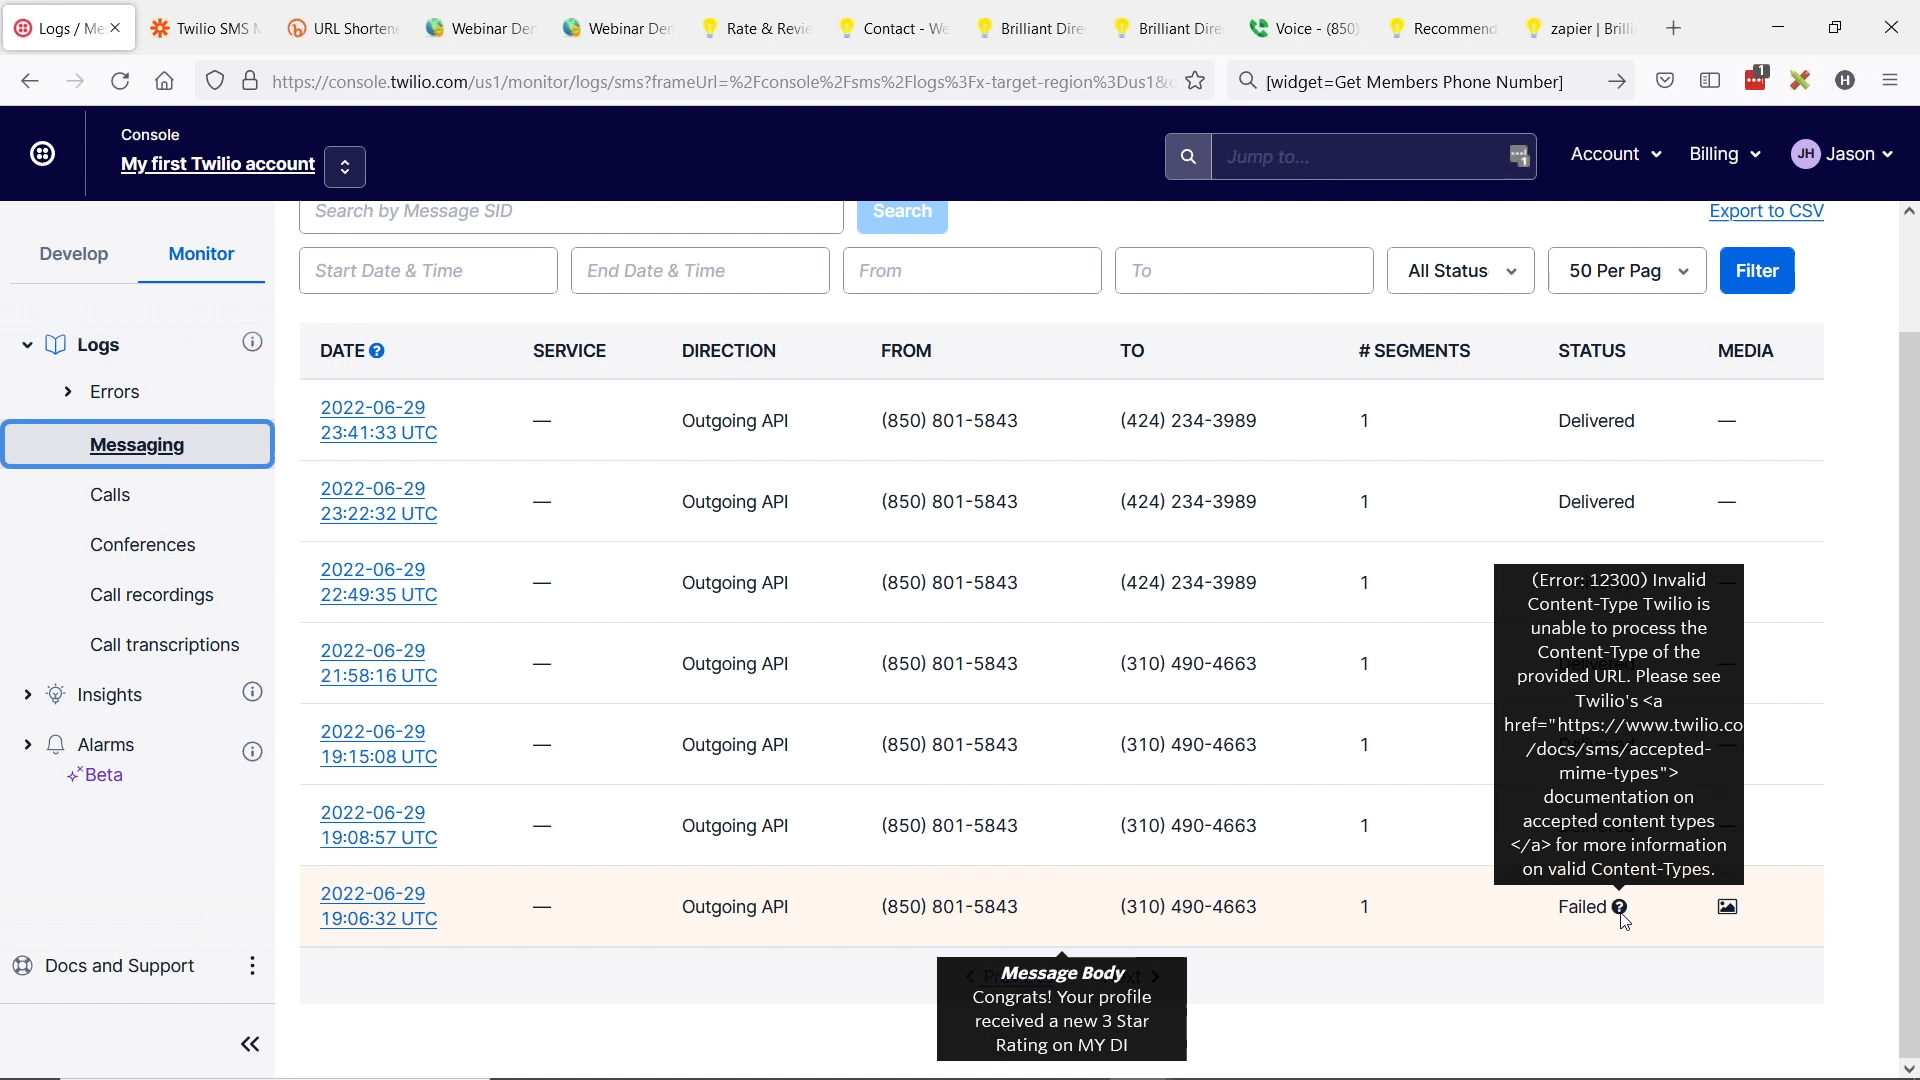 Logs / Me
Twilio SMS
URL Shortene
Webinar Der
Webinar Den
Rate & Revie
Contact - We
Brilliant Dire
Brilliant Dire
Voice - (850)
Recommend
zapier | Brilli
https://console.twilio.com/us1/monitor/logs/sms?frameUrl=%2Fconsole%2Fsms%2Flogs%3Fx-target-region%3Dus1&
[widget=Get Members Phone Number]
1
H
Console
My first Twilio account
Jump to...
1
Account
Billing
JH
Jason
Develop
Monitor
Logs
Errors
Messaging
Calls
Conferences
Call recordings
Call transcriptions
Insights
Alarms
Beta
Docs and Support
Search by Message SID
Search
Export to CSV
Start Date & Time
End Date & Time
From
To
All Status
50 Per Pag
Filter
DATE SERVICE DIRECTION FROM TO # SEGMENTS STATUS MEDIA
2022-06-29
23:41:33 UTC
— Outgoing API (850) 801-5843 (424) 234-3989 1 Delivered —
2022-06-29
23:22:32 UTC
— Outgoing API (850) 801-5843 (424) 234-3989 1 Delivered —
2022-06-29
22:49:35 UTC
— Outgoing API (850) 801-5843 (424) 234-3989 1
2022-06-29
21:58:16 UTC
— Outgoing API (850) 801-5843 (310) 490-4663 1
2022-06-29
19:15:08 UTC
— Outgoing API (850) 801-5843 (310) 490-4663 1
2022-06-29
19:08:57 UTC
— Outgoing API (850) 801-5843 (310) 490-4663 1
2022-06-29
19:06:32 UTC
— Outgoing API (850) 801-5843 (310) 490-4663 1 Failed
(Error: 12300) Invalid
Content-Type Twilio is
unable to process the
Content-Type of the
provided URL. Please see
Twilio's <a
href="https://www.twilio.co
/docs/sms/accepted-
mime-types">
documentation on
accepted content types
</a> for more information
on valid Content-Types.
Message Body
Congrats! Your profile
received a new 3 Star
Rating on MY DI